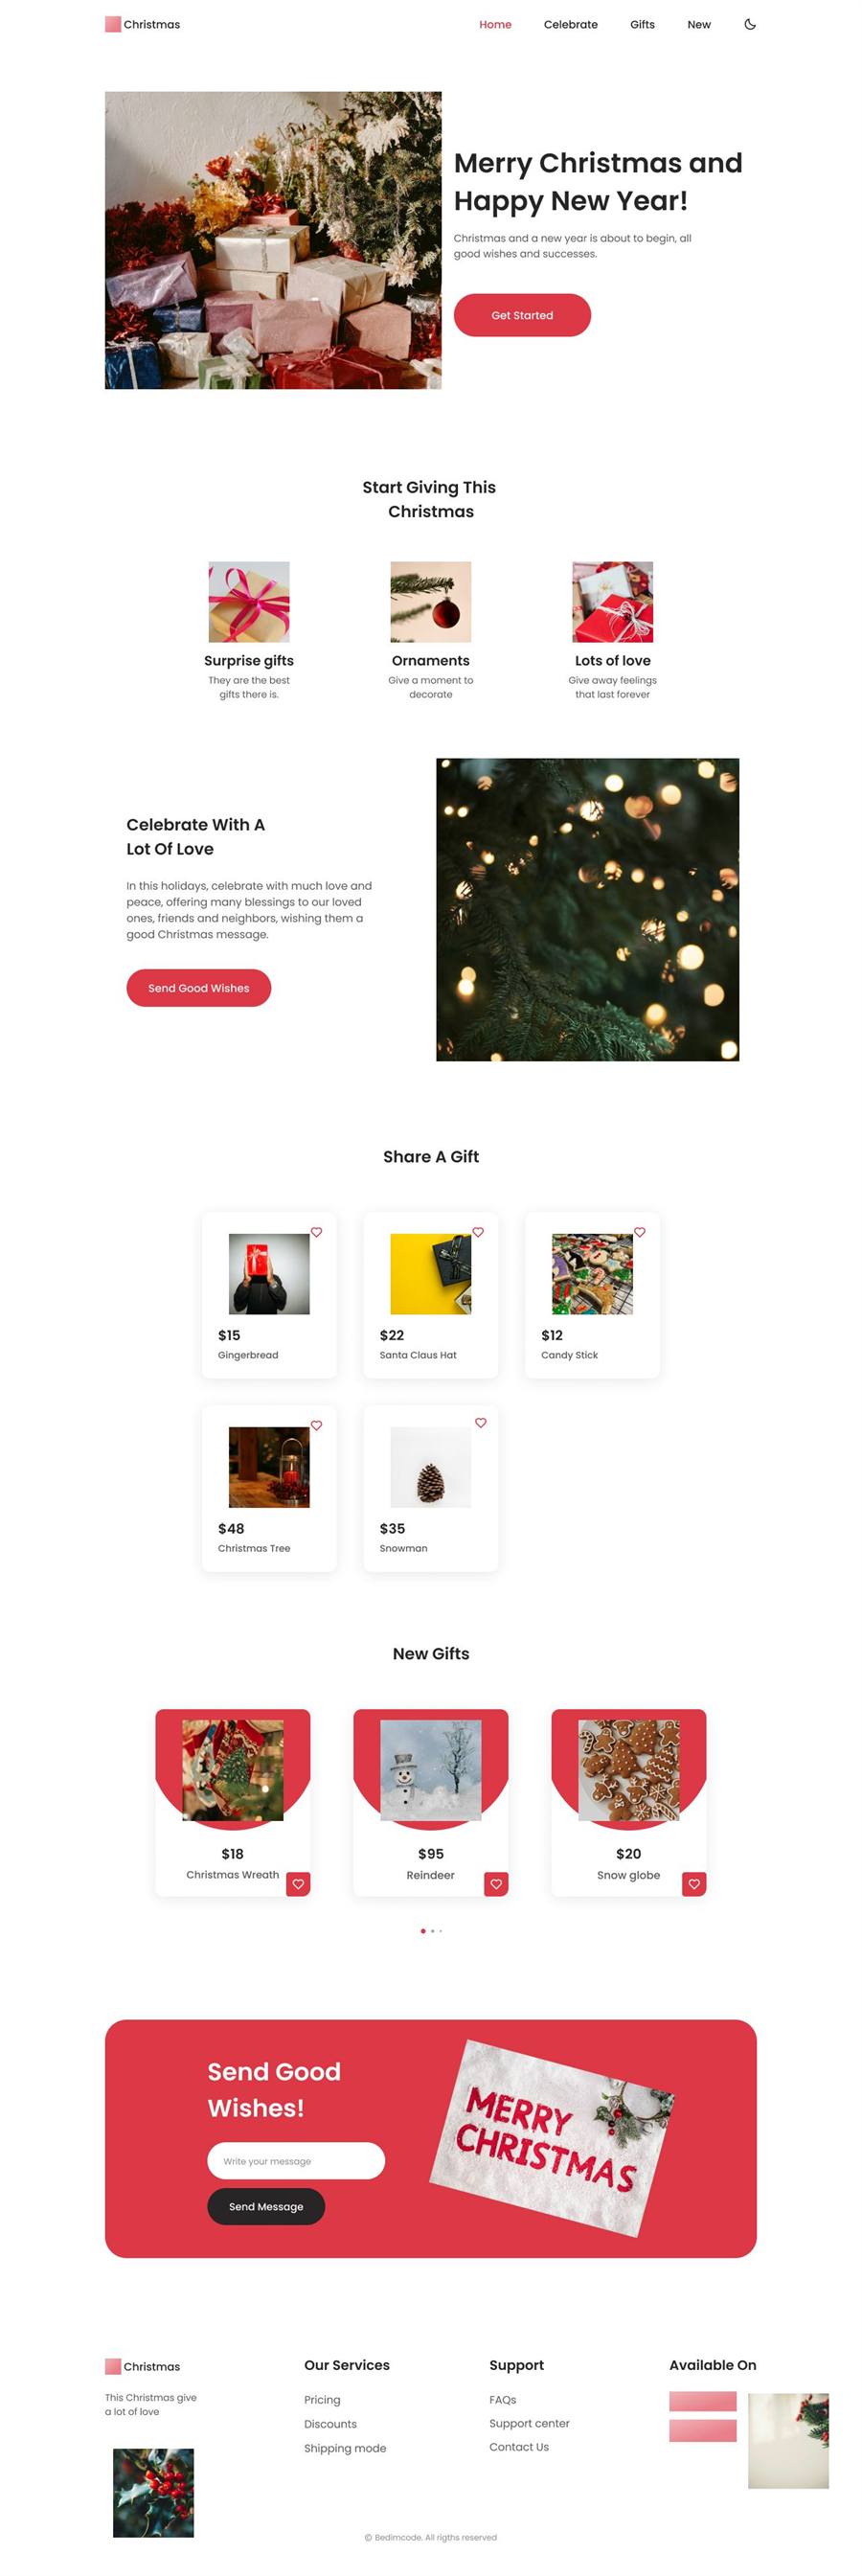 Christmas
Home
Celebrate
Gifts
New
Merry Christmas and
Happy New Year!
Christmas and a new year is about to begin, all
good wishes and successes.
Get Started
Start Giving This
Christmas
Surprise gifts
They are the best
gifts there is.
Ornaments
Give a moment to
decorate
Lots of love
Give away feelings
that last forever
Celebrate With A
Lot Of Love
In this holidays, celebrate with much love and
peace, offering many blessings to our loved
ones, friends and neighbors, wishing them a
good Christmas message.
Send Good Wishes
Share A Gift
$15
Gingerbread
$22
Santa Claus Hat
$12
Candy Stick
$48
Christmas Tree
$35
Snowman
New Gifts
$18
Christmas Wreath
$95
Reindeer
$20
Snow globe
Send Good
Wishes!
Write your message
Send Message
MERRY
CHRISTMAS
Christmas
This Christmas give
a lot of love
Our Services
Pricing
Discounts
Shipping mode
Support
FAQs
Support center
Contact Us
Available On
© Bedimcode. All rigths reserved